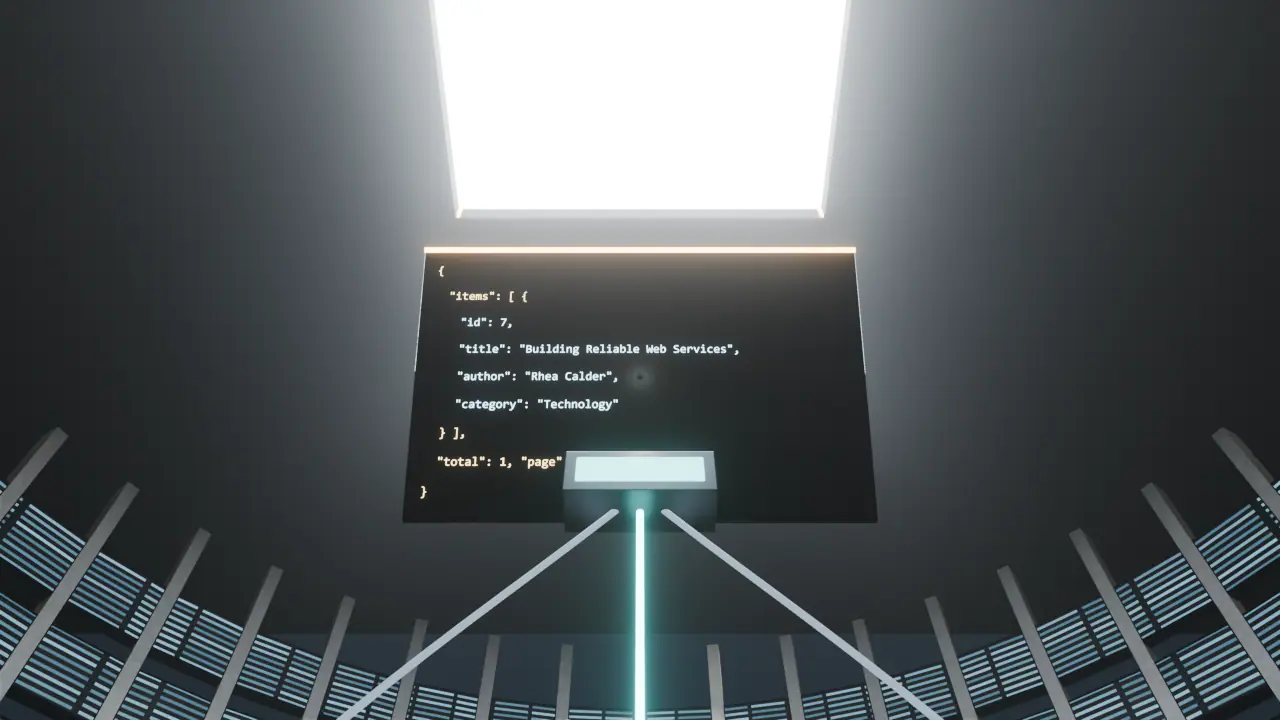 {
"items": [ {
"id": 7,
"title": "Building Reliable Web Services",
"author": "Rhea Calder",
"category": "Technology"
} ],
"total": 1, "page"
}